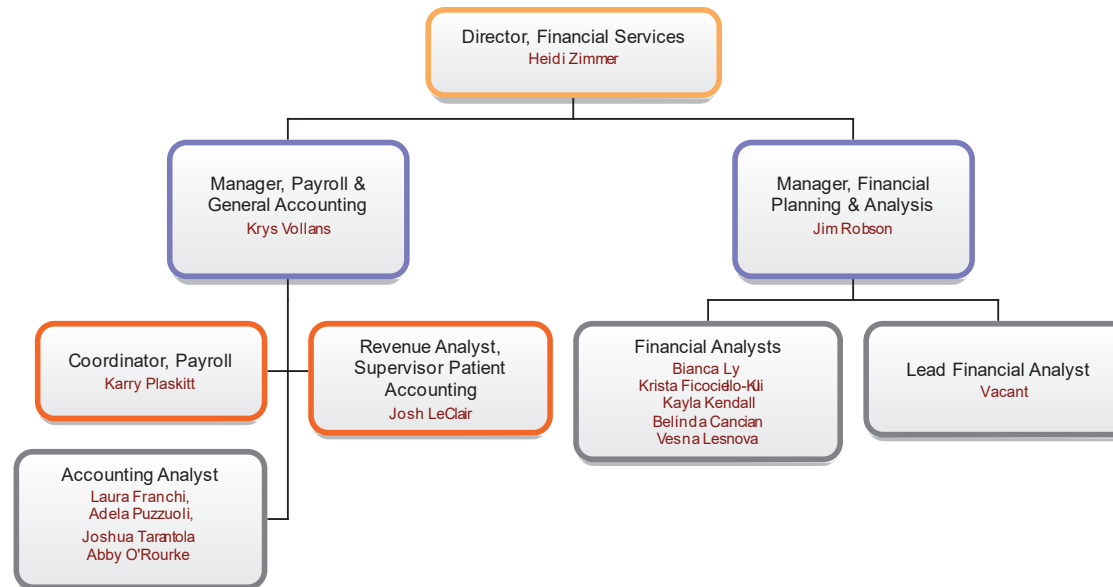 Director, Financial Services
Heidi Zimmer
Manager, Payroll &
General Accounting
Krys Vollans
Manager, Financial
Planning & Analysis
Jim Robson
Coordinator, Payroll
Karry Plaskitt
Revenue Analyst,
Supervisor Patient
Accounting
Josh LeClair
Financial Analysts
Bianca Ly
Krista Ficociello-
Kayla Kendall
Belinda Cancian
Vesna Lesnova
Lead Financial Analyst
Vacant
Accounting Analyst
Laura Franchi,
Adela Puzzuoli,
Joshua Tarantola
Abby O'Rourke